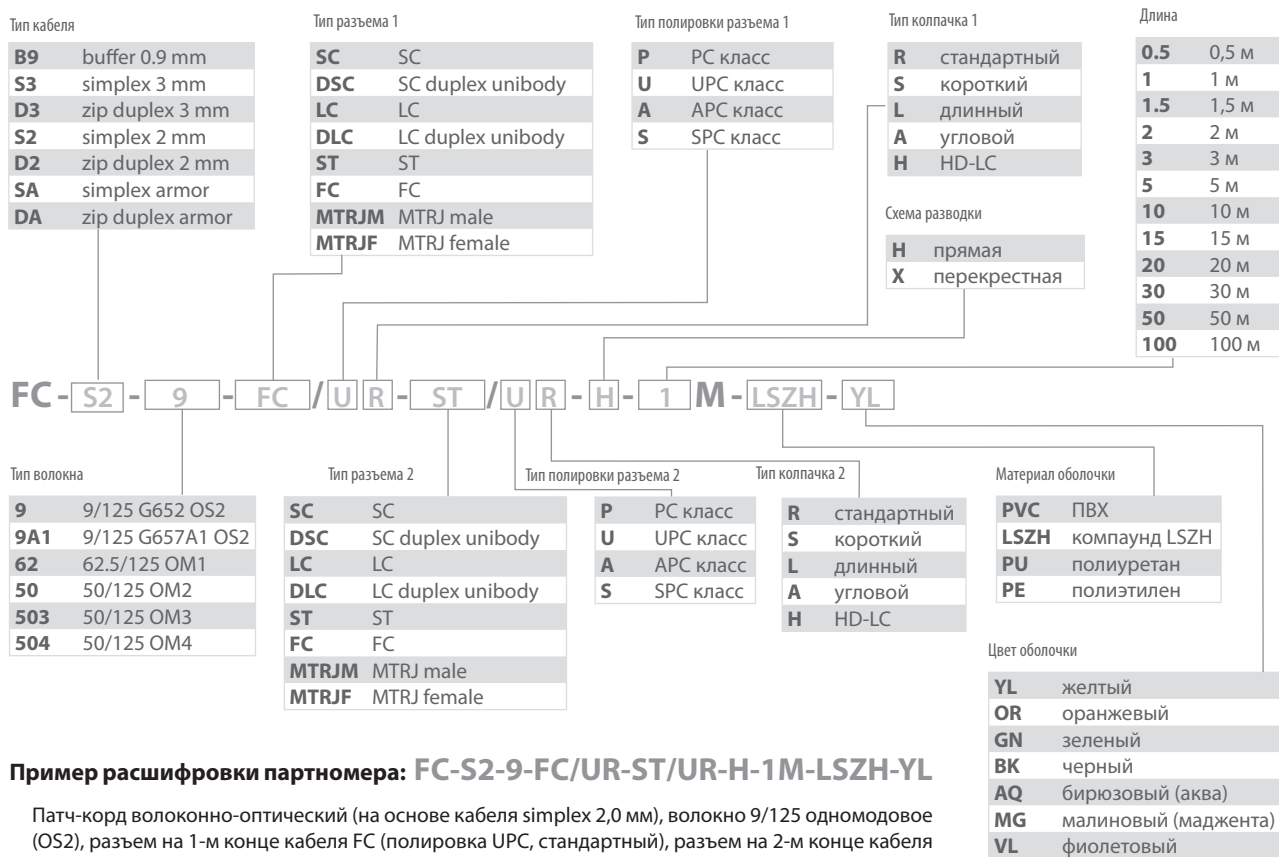 Тип кабеля
B9 buffer 0.9 mm
S3 simplex 3 mm
D3 zip duplex 3 mm
S2 simplex 2 mm
D2 zip duplex 2 mm
SA simplex armor
DA zip duplex armor
Тип разъема 1
SC SC
DSC SC duplex unibody
LC LC
DLC LC duplex unibody
ST ST
FC FC
MTRJM MTRJ male
MTRJF MTRJ female
Тип полировки разъема 1
P PC класс
U UPC класс
A APC класс
S SPC класс
Тип колпачка 1
R стандартный
S короткий
L длинный
A угловой
H HD-LC
Схема разводки
H прямая
X перекрестная
Длина
0.5 0,5 м
1 1 м
1.5 1,5 м
2 2 м
3 3 м
5 5 м
10 10 м
15 15 м
20 20 м
30 30 м
50 50 м
100 100 м
FC - S2 - 9 - FC / U R - ST / U R - H - 1 M - LSZH - YL
Тип волокна
9 9/125 G652 OS2
9A1 9/125 G657A1 OS2
62 62.5/125 OM1
50 50/125 OM2
503 50/125 OM3
504 50/125 OM4
Тип разъема 2
SC SC
DSC SC duplex unibody
LC LC
DLC LC duplex unibody
ST ST
FC FC
MTRJM MTRJ male
MTRJF MTRJ female
Тип полировки разъема 2
P PC класс
U UPC класс
A APC класс
S SPC класс
Тип колпачка 2
R стандартный
S короткий
L длинный
A угловой
H HD-LC
Материал оболочки
PVC ПВХ
LSZH компаунд LSZH
PU полиуретан
PE полиэтилен
Цвет оболочки
YL желтый
OR оранжевый
GN зеленый
BK черный
AQ бирюзовый (аква)
MG малиновый (маджента)
VL фиолетовый
Пример расшифровки партномера: FC-S2-9-FC/UR-ST/UR-H-1M-LSZH-YL
Патч-корд волоконно-оптический (на основе кабеля simplex 2,0 мм), волокно 9/125 одномодовое
(OS2), разъем на 1-м конце кабеля FC (полировка UPC, стандартный), разъем на 2-м конце кабеля